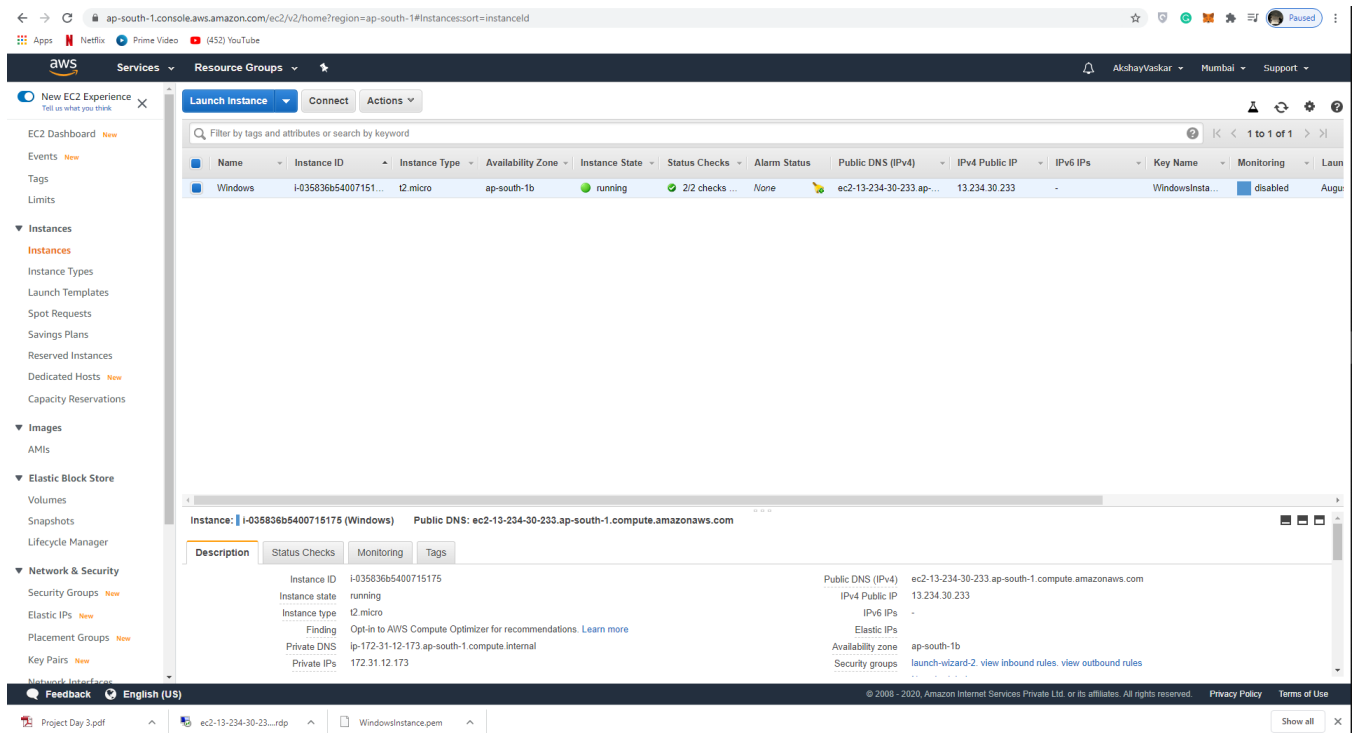 ap-south-1.console.aws.amazon.com/ec2/v2/home?region=ap-south-1#Instances:sort=instanceId
Paused
Apps Netflix Prime Video (452) YouTube
aws Services Resource Groups AkshayVaskar Mumbai Support
New EC2 Experience
Tell us what you think
Launch Instance Connect Actions
EC2 Dashboard New
Events New
Tags
Limits
Instances
Instances
Instance Types
Launch Templates
Spot Requests
Savings Plans
Reserved Instances
Dedicated Hosts New
Capacity Reservations
Images
AMIs
Elastic Block Store
Volumes
Snapshots
Lifecycle Manager
Network & Security
Security Groups New
Elastic IPs New
Placement Groups New
Key Pairs New
Network Interfaces
Filter by tags and attributes or search by keyword
1 to 1 of 1
Name Instance ID Instance Type Availability Zone Instance State Status Checks Alarm Status Public DNS (IPv4) IPv4 Public IP IPv6 IPs Key Name Monitoring Laun
Windows i-035836b54007151... t2.micro ap-south-1b running 2/2 checks ... None ec2-13-234-30-233.ap-... 13.234.30.233 - WindowsInsta... disabled Augu
Instance: i-035836b5400715175 (Windows) Public DNS: ec2-13-234-30-233.ap-south-1.compute.amazonaws.com
Description Status Checks Monitoring Tags
Instance ID i-035836b5400715175
Instance state running
Instance type t2.micro
Finding Opt-in to AWS Compute Optimizer for recommendations. Learn more
Private DNS ip-172-31-12-173.ap-south-1.compute.internal
Private IPs 172.31.12.173
Public DNS (IPv4) ec2-13-234-30-233.ap-south-1.compute.amazonaws.com
IPv4 Public IP 13.234.30.233
IPv6 IPs -
Elastic IPs
Availability zone ap-south-1b
Security groups launch-wizard-2. view inbound rules. view outbound rules
Feedback English (US) © 2008 - 2020, Amazon Internet Services Private Ltd. or its affiliates. All rights reserved. Privacy Policy Terms of Use
Project Day 3.pdf ec2-13-234-30-23....rdp WindowsInstance.pem Show all